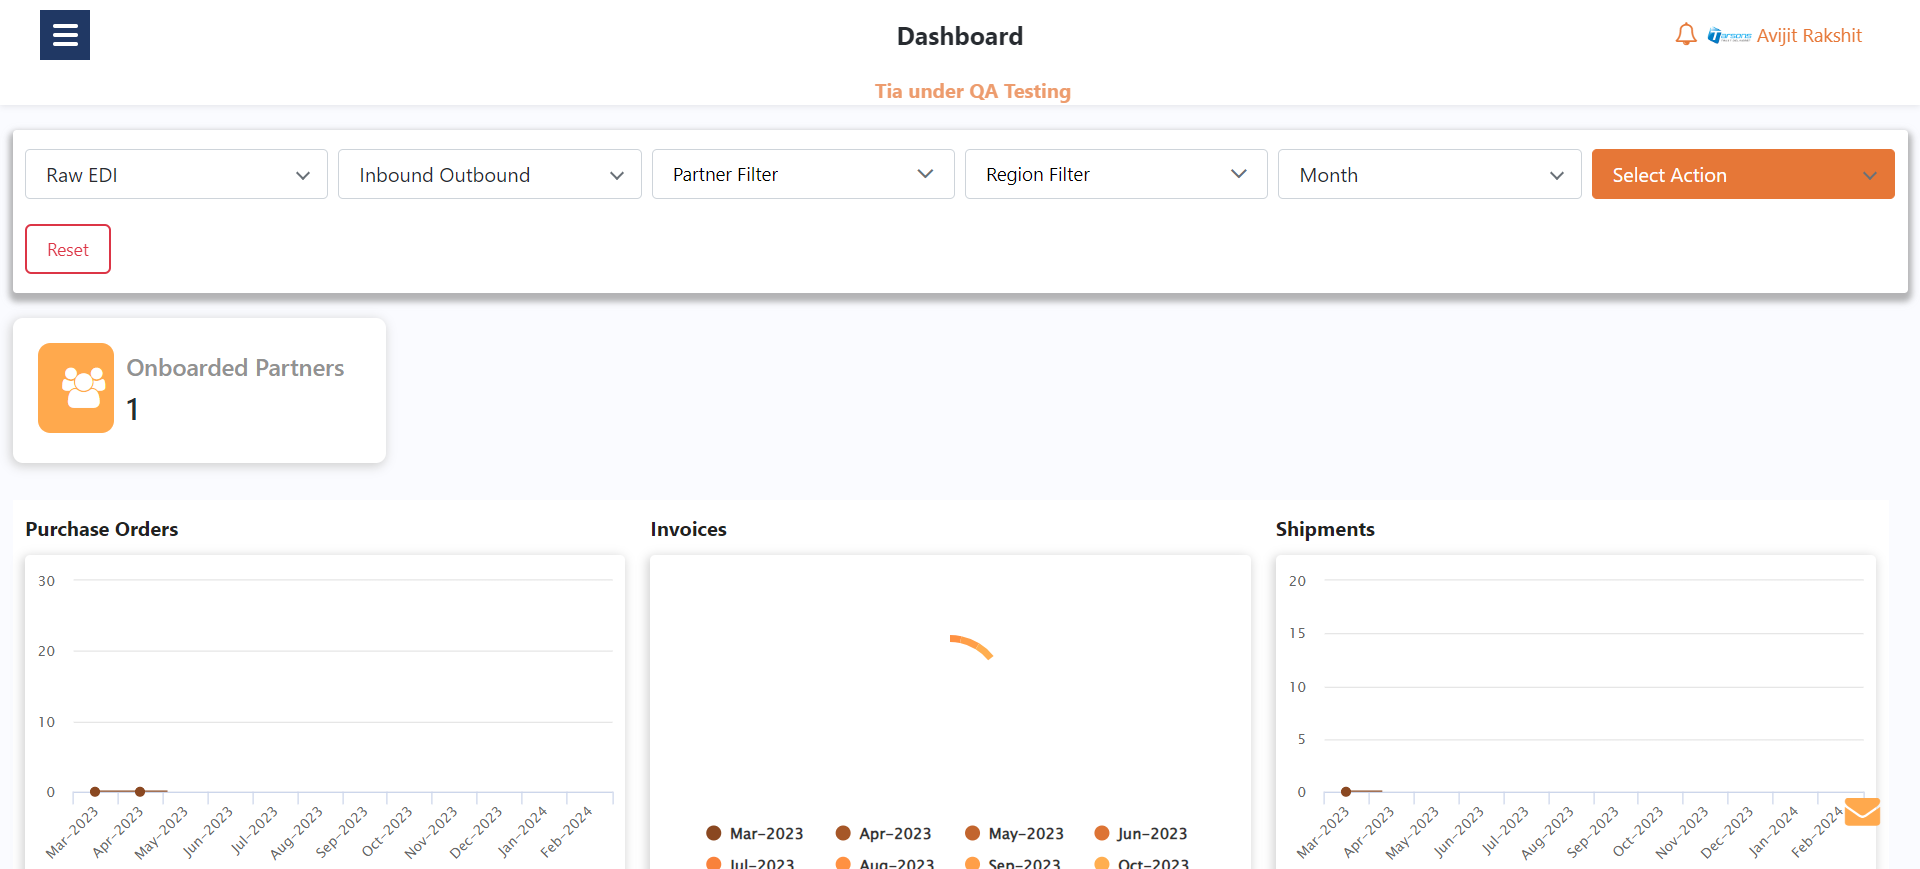 Dashboard
Tarsons
Avijit Rakshit
Tia under QA Testing
Raw EDI
Inbound Outbound
Partner Filter
Region Filter
Month
Select Action
Reset
Onboarded Partners
1
Purchase Orders
30
20
10
0
Mar-2023
Apr-2023
May-2023
Jun-2023
Jul-2023
Aug-2023
Sep-2023
Oct-2023
Nov-2023
Dec-2023
Jan-2024
Feb-2024
Invoices
Mar-2023
Apr-2023
May-2023
Jun-2023
Jul-2023
Aug-2023
Sep-2023
Oct-2023
Shipments
20
15
10
5
0
Mar-2023
Apr-2023
May-2023
Jun-2023
Jul-2023
Aug-2023
Sep-2023
Oct-2023
Nov-2023
Dec-2023
Jan-2024
Feb-2024